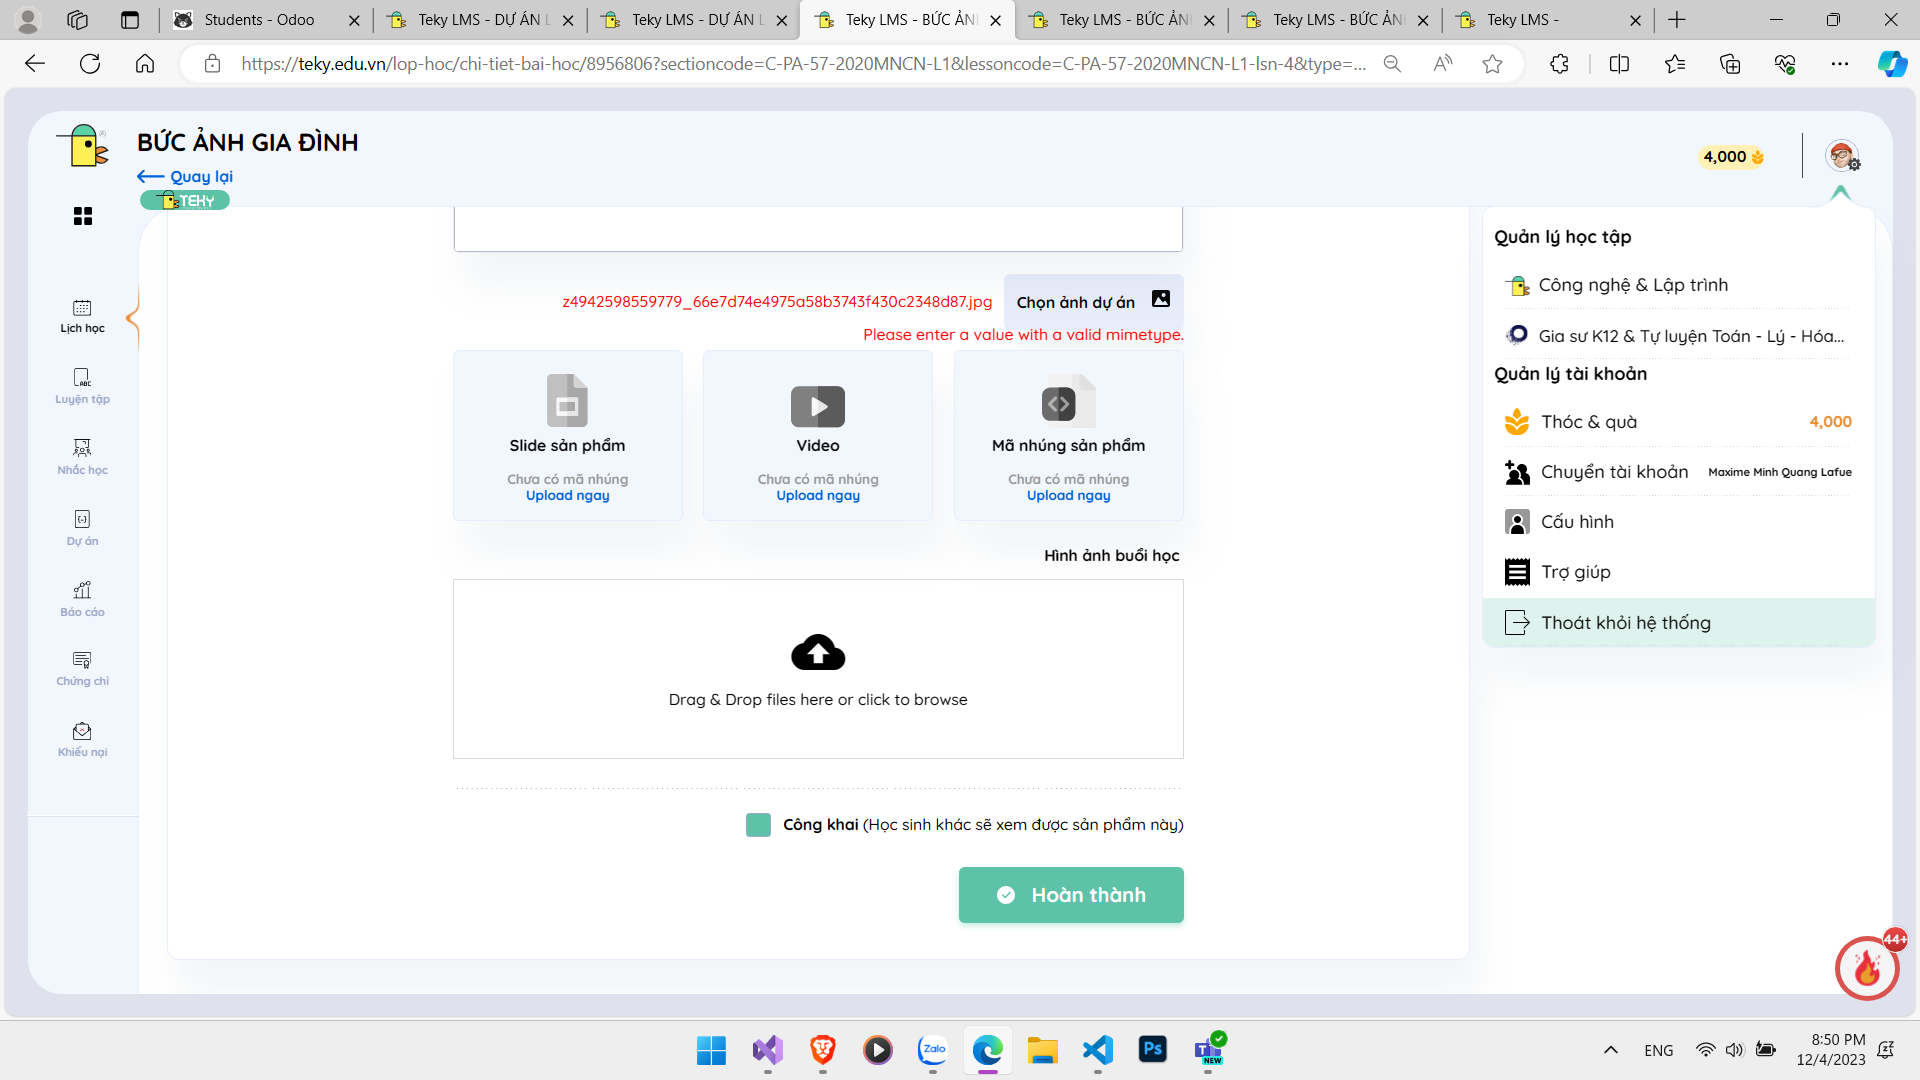 Students - Odoo
Teky LMS - DỰ ÁN L
Teky LMS - DỰ ÁN L
Teky LMS - BỨC ẢN
Teky LMS - BỨC ẢN
Teky LMS - BỨC ẢN
Teky LMS -
https://teky.edu.vn/lop-hoc/chi-tiet-bai-hoc/8956806?sectioncode=C-PA-57-2020MNCN-L1&lessoncode=C-PA-57-2020MNCN-L1-lsn-4&type=...
BỨC ẢNH GIA ĐÌNH
Quay lại
TEKY
4,000
Lịch học
Luyện tập
Nhắc học
Dự án
Báo cáo
Chứng chỉ
Khiếu nại
z4942598559779_66e7d74e4975a58b3743f430c2348d87.jpg
Chọn ảnh dự án
Please enter a value with a valid mimetype.
Slide sản phẩm
Chưa có mã nhúng
Upload ngay
Video
Chưa có mã nhúng
Upload ngay
Mã nhúng sản phẩm
Chưa có mã nhúng
Upload ngay
Hình ảnh buổi học
Drag & Drop files here or click to browse
Công khai (Học sinh khác sẽ xem được sản phẩm này)
Hoàn thành
Quản lý học tập
Công nghệ & Lập trình
Gia sư K12 & Tự luyện Toán - Lý - Hóa...
Quản lý tài khoản
Thóc & quà 4,000
Chuyển tài khoản Maxime Minh Quang Lafue
Cấu hình
Trợ giúp
Thoát khỏi hệ thống
44+
Zalo
Ps
NEW
ENG
8:50 PM
12/4/2023